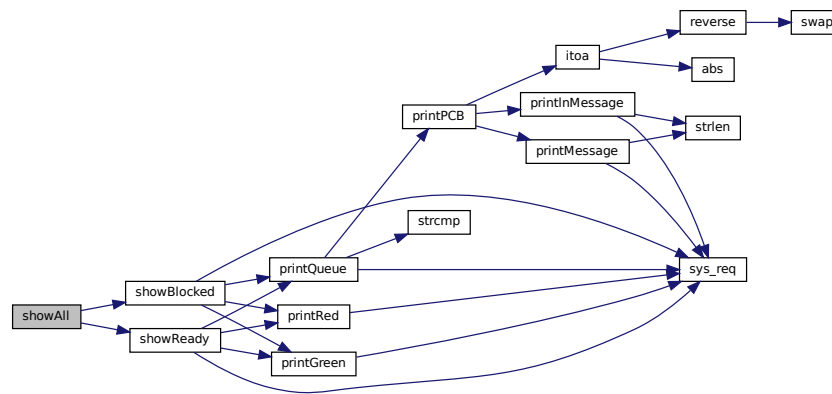 reverse
swap
itoa
abs
printlnMessage
printPCB
strlen
printMessage
strcmp
printQueue
sys_req
showBlocked
showAll
printRed
showReady
printGreen